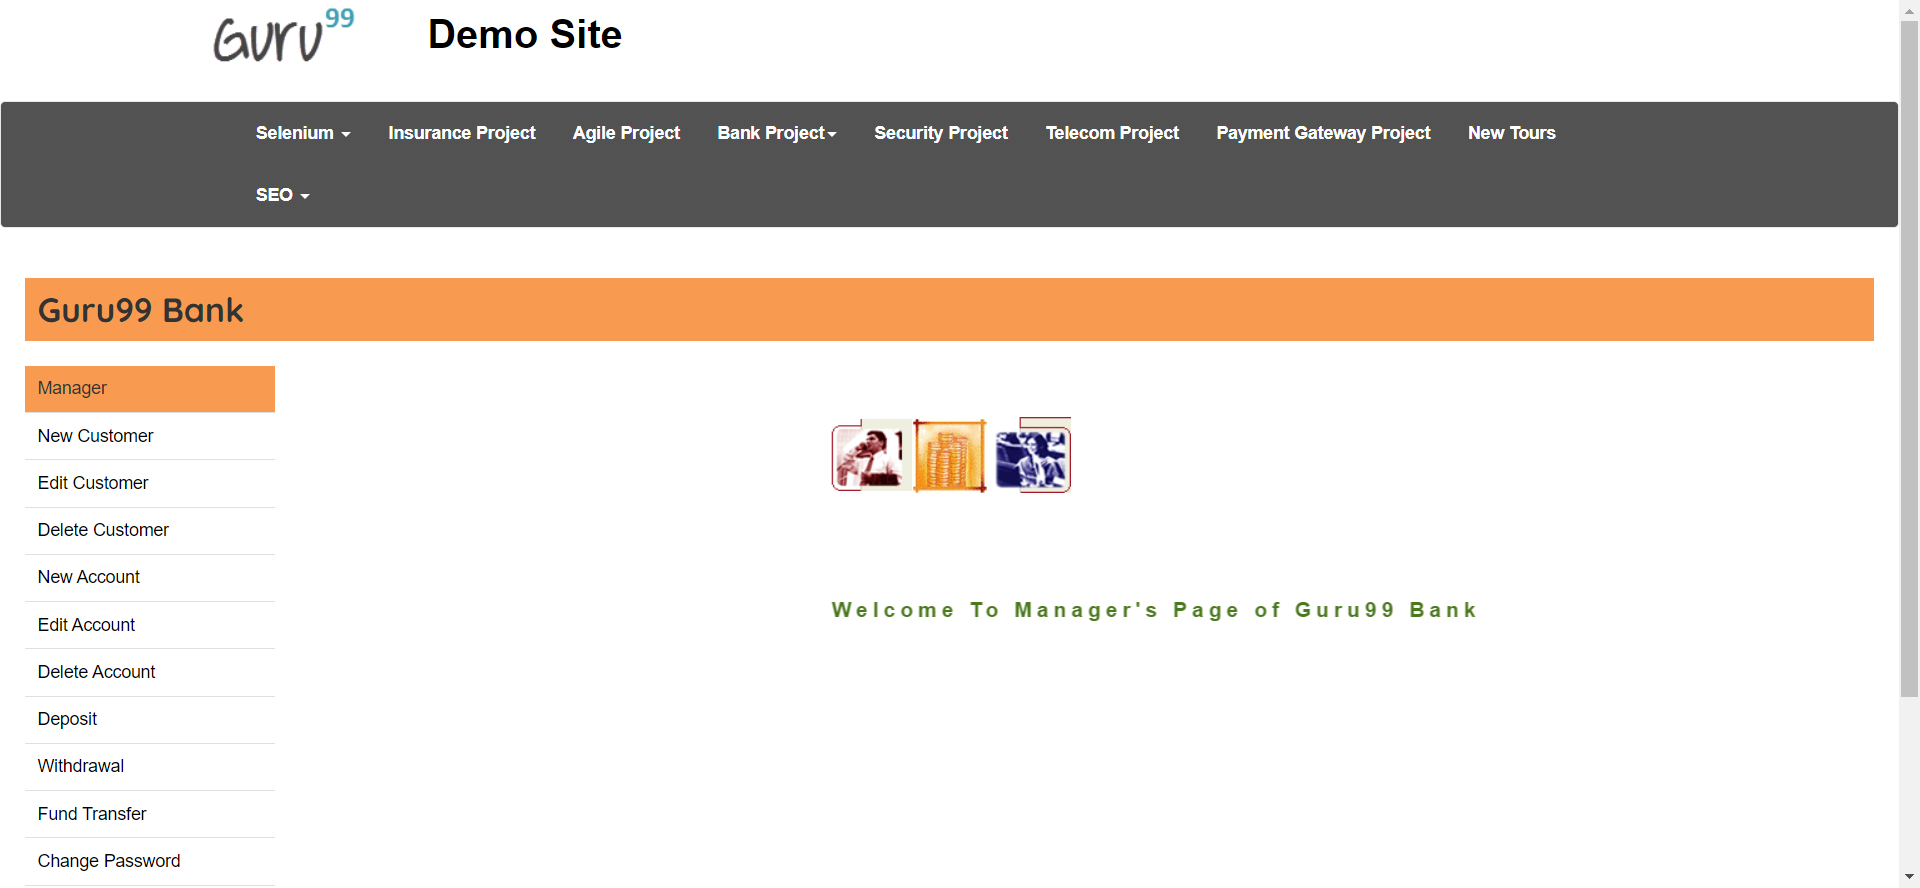 Guru99
Demo Site
Selenium
Insurance Project
Agile Project
Bank Project
Security Project
Telecom Project
Payment Gateway Project
New Tours
SEO
Guru99 Bank
Manager
New Customer
Edit Customer
Delete Customer
New Account
Edit Account
Delete Account
Deposit
Withdrawal
Fund Transfer
Change Password
Welcome To Manager's Page of Guru99 Bank